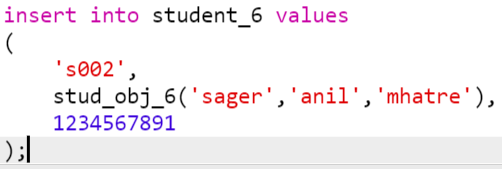 insert into student_6 values
(
    's002',
    stud_obj_6('sager','anil','mhatre'),
    1234567891
);